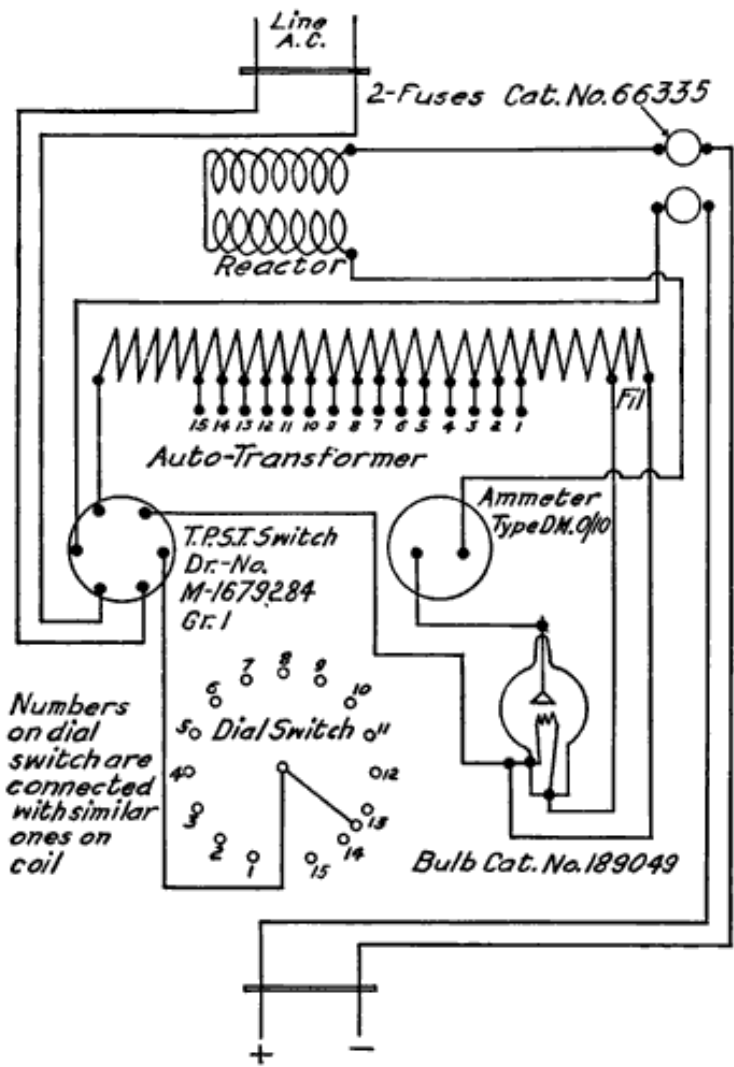 Line
A.C.
2-Fuses Cat. No. 66335
Reactor
Fil
15 14 13 12 11 10 9 8 7 6 5 4 3 2 1
Auto-Transformer
Ammeter
Type D.M. 0/10
T.P.S.T. Switch
Dr.-No.
M-1679284
Gr. 1
8
7 9
6 10
5 Dial Switch 11
4 12
3 13
2 14
1 15
Numbers
on dial
switch are
connected
with similar
ones on
coil
Bulb Cat. No. 189049
+ −